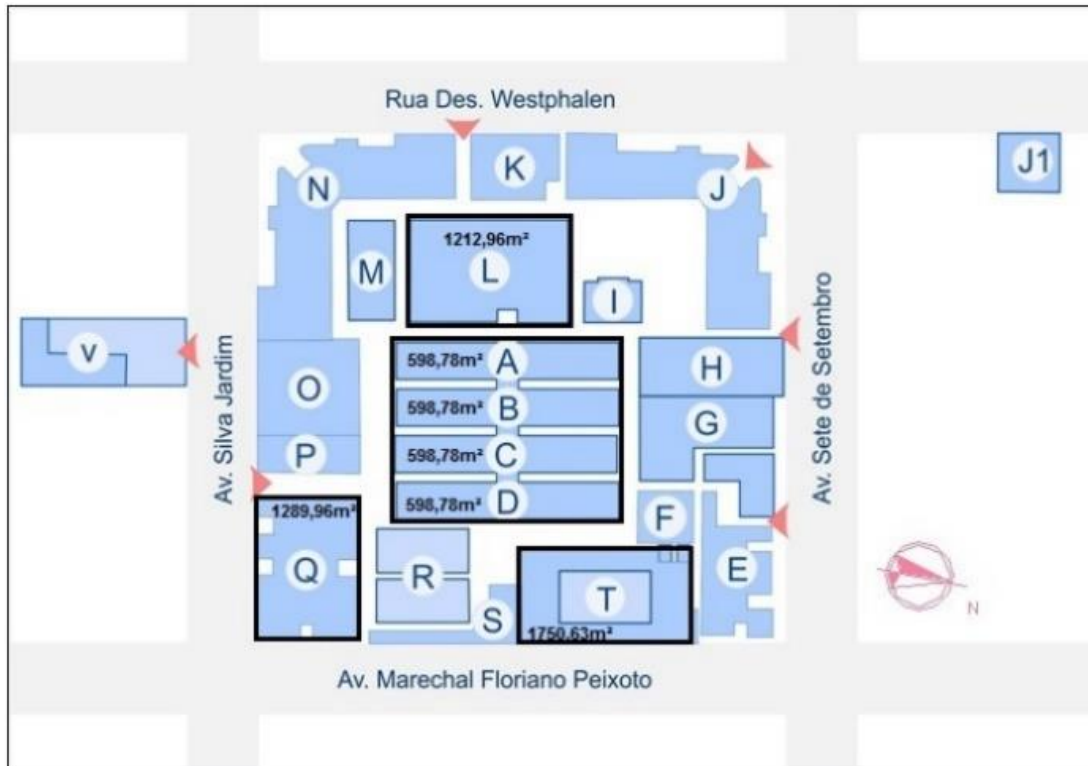 Rua Des. Westphalen
K
J1
N
J
1212,96m²
M
L
I
Av. Silva Jardim
Av. Sete de Setembro
v
598,78m²
A
H
O
598,78m²
B
G
598,78m²
C
P
598,78m²
D
1289,96m²
F
Q
R
E
T
S
1750,63m²
N
Av. Marechal Floriano Peixoto